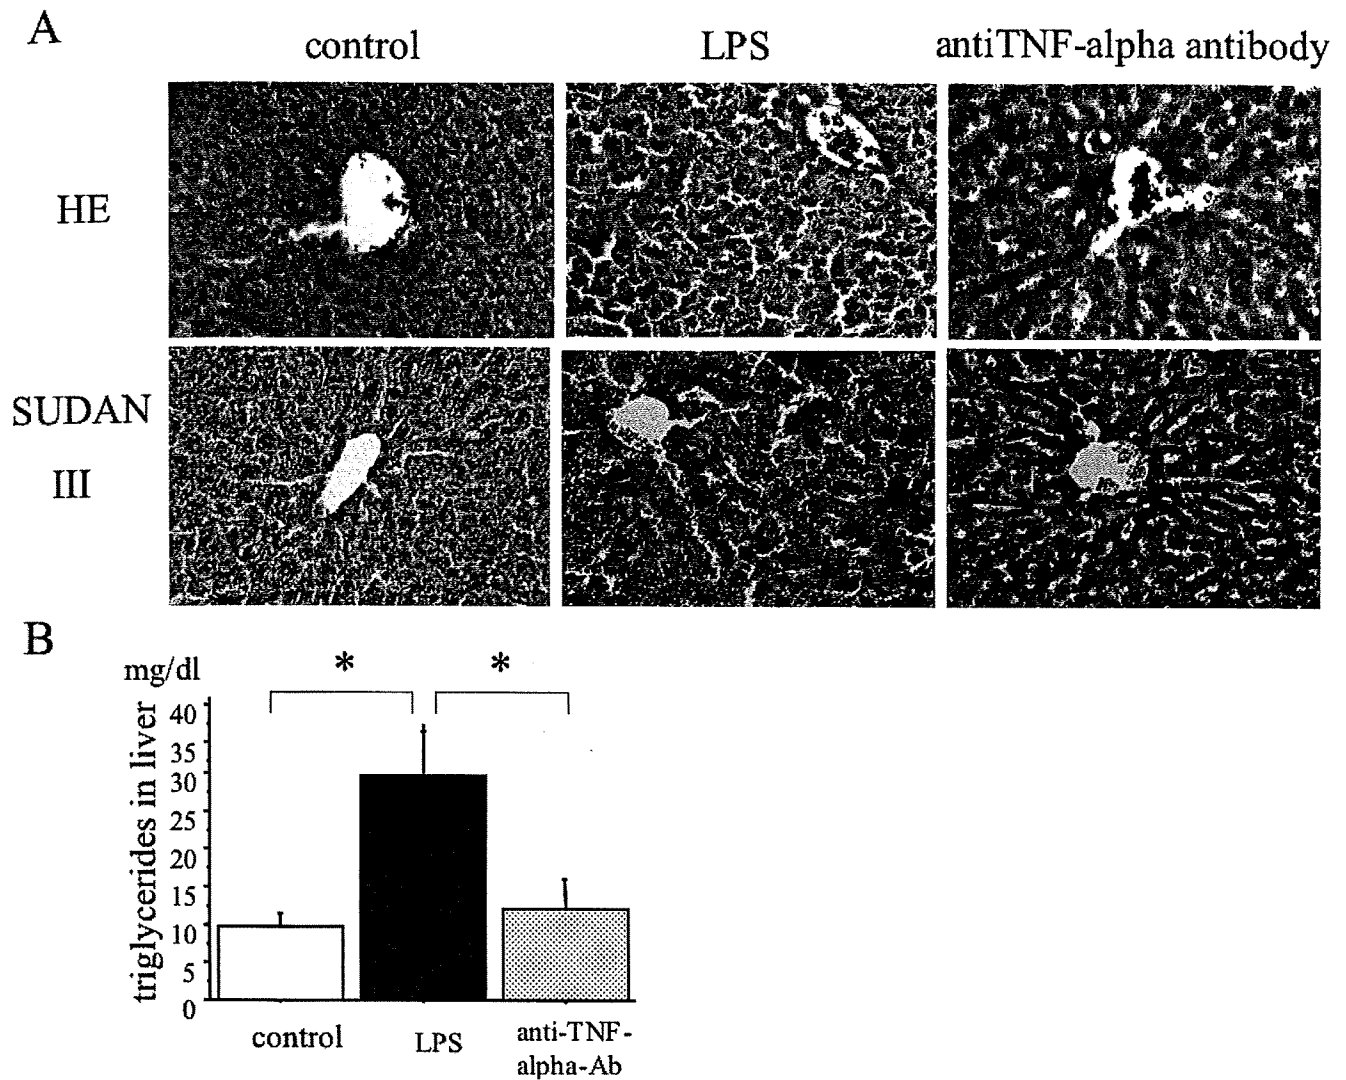 A
control
LPS
antiTNF-alpha antibody
HE
SUDAN
III
B
mg/dl
*
*
triglycerides in liver
40
35
30
25
20
15
10
5
0
control
LPS
anti-TNF-
alpha-Ab